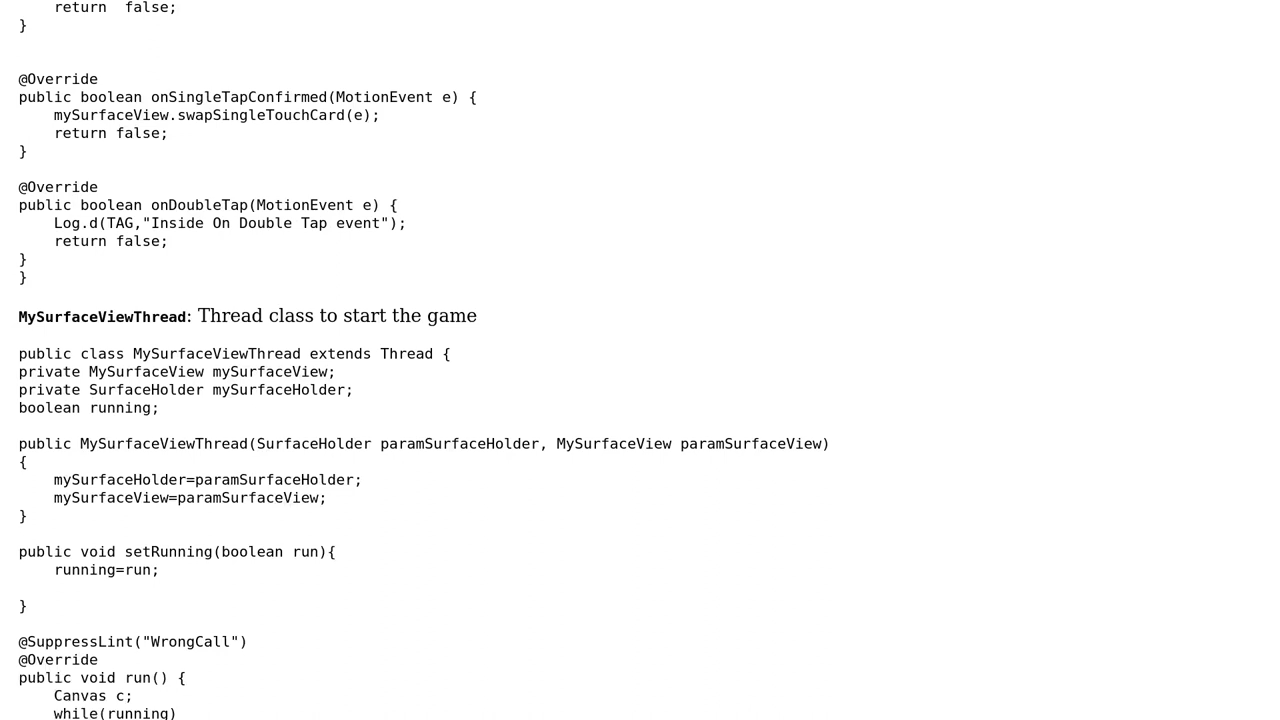 return  false;
}
@Override
public boolean onSingleTapConfirmed(MotionEvent e) {
    mySurfaceView.swapSingleTouchCard(e);
    return false;
}
@Override
public boolean onDoubleTap(MotionEvent e) {
    Log.d(TAG,"Inside On Double Tap event");
    return false;
}
}
MySurfaceViewThread: Thread class to start the game
public class MySurfaceViewThread extends Thread {
private MySurfaceView mySurfaceView;
private SurfaceHolder mySurfaceHolder;
boolean running;
public MySurfaceViewThread(SurfaceHolder paramSurfaceHolder, MySurfaceView paramSurfaceView)
{
    mySurfaceHolder=paramSurfaceHolder;
    mySurfaceView=paramSurfaceView;
}
public void setRunning(boolean run){
    running=run;
}
@SuppressLint("WrongCall")
@Override
public void run() {
    Canvas c;
    while(running)